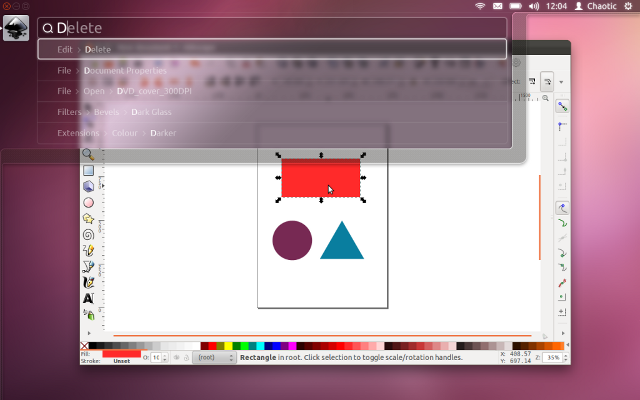 12:04 Chaotic
Delete
Edit > Delete
File > Document Properties
File > Open > DVD_cover_300DPI
Filters > Bevels > Dark Glass
Extensions > Colour > Darker
A
Fill:
Stroke: Unset
O:
(root)
Rectangle in root. Click selection to toggle scale/rotation handles.
X: 408.57
Y: 697.14
Z: 35%